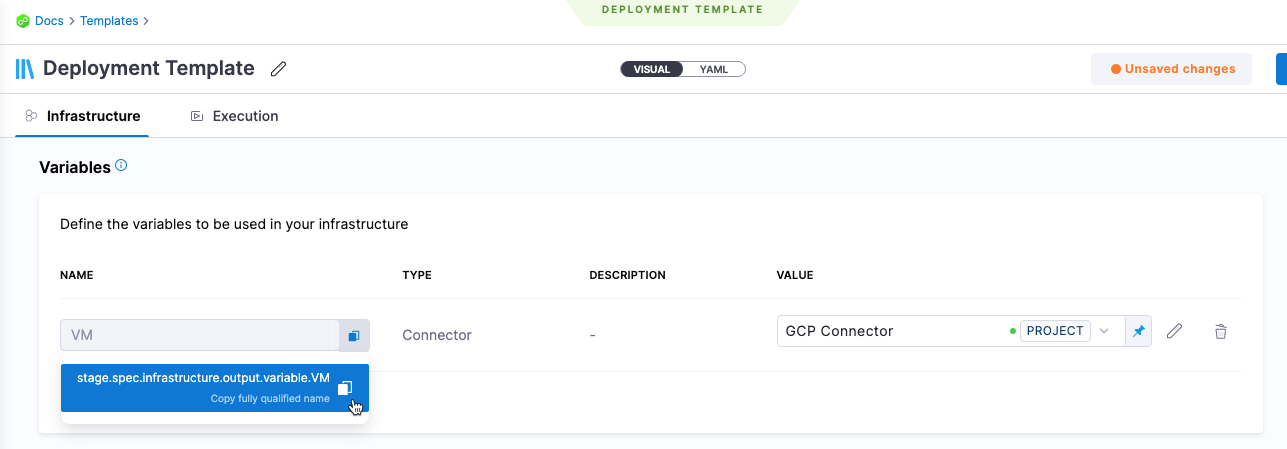 DEPLOYMENT TEMPLATE
Docs > Templates >
Deployment Template
VISUAL YAML
Unsaved changes
Infrastructure Execution
Variables
Define the variables to be used in your infrastructure
NAME TYPE DESCRIPTION VALUE
VM Connector - GCP Connector PROJECT
stage.spec.infrastructure.output.variable.VM
Copy fully qualified name